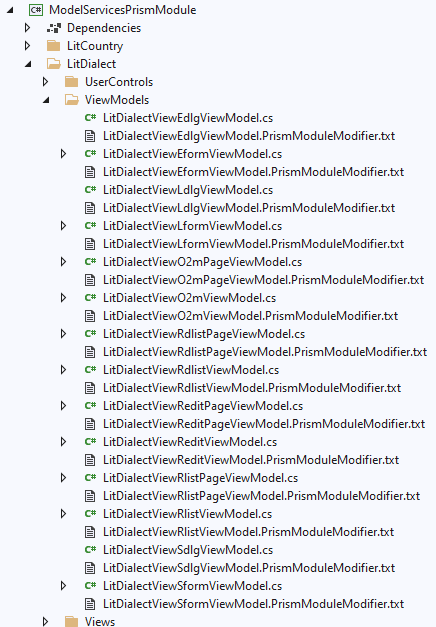 C# ModelServicesPrismModule
Dependencies
LitCountry
LitDialect
UserControls
ViewModels
C# LitDialectViewEdlgViewModel.cs
LitDialectViewEdlgViewModel.PrismModuleModifier.txt
C# LitDialectViewEformViewModel.cs
LitDialectViewEformViewModel.PrismModuleModifier.txt
C# LitDialectViewLdlgViewModel.cs
LitDialectViewLdlgViewModel.PrismModuleModifier.txt
C# LitDialectViewLformViewModel.cs
LitDialectViewLformViewModel.PrismModuleModifier.txt
C# LitDialectViewO2mPageViewModel.cs
LitDialectViewO2mPageViewModel.PrismModuleModifier.txt
C# LitDialectViewO2mViewModel.cs
LitDialectViewO2mViewModel.PrismModuleModifier.txt
C# LitDialectViewRdlistPageViewModel.cs
LitDialectViewRdlistPageViewModel.PrismModuleModifier.txt
C# LitDialectViewRdlistViewModel.cs
LitDialectViewRdlistViewModel.PrismModuleModifier.txt
C# LitDialectViewReditPageViewModel.cs
LitDialectViewReditPageViewModel.PrismModuleModifier.txt
C# LitDialectViewReditViewModel.cs
LitDialectViewReditViewModel.PrismModuleModifier.txt
C# LitDialectViewRlistPageViewModel.cs
LitDialectViewRlistPageViewModel.PrismModuleModifier.txt
C# LitDialectViewRlistViewModel.cs
LitDialectViewRlistViewModel.PrismModuleModifier.txt
C# LitDialectViewSdlgViewModel.cs
LitDialectViewSdlgViewModel.PrismModuleModifier.txt
C# LitDialectViewSformViewModel.cs
LitDialectViewSformViewModel.PrismModuleModifier.txt
Views